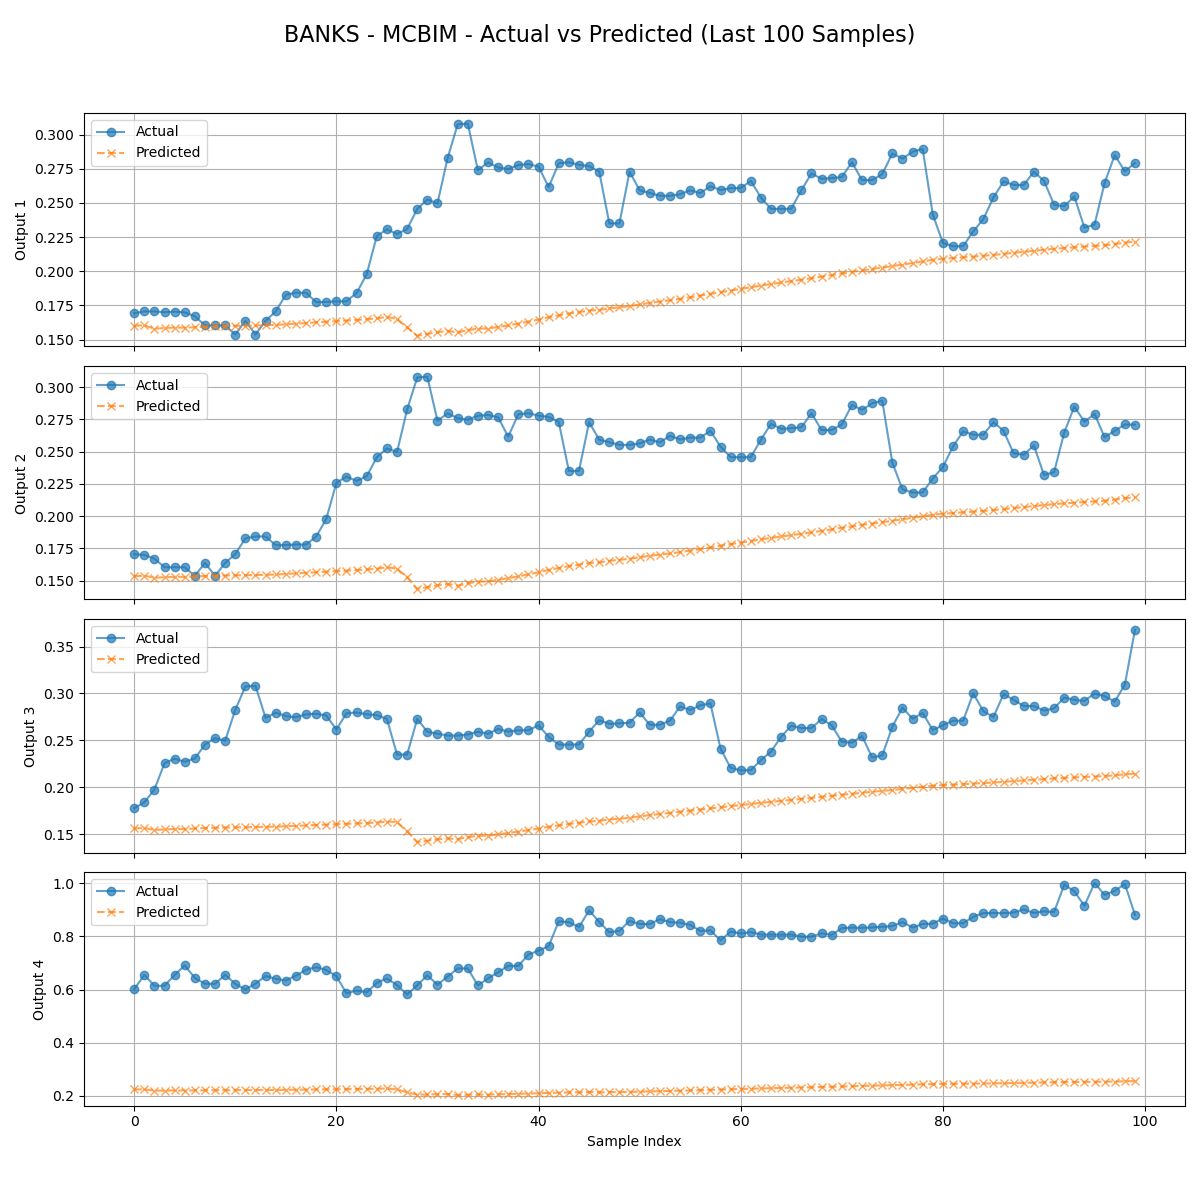 BANKS - MCBIM - Actual vs Predicted (Last 100 Samples)
Actual
Predicted
0.300
0.275
0.250
0.225
0.200
0.175
0.150
Output 1
Actual
Predicted
0.300
0.275
0.250
0.225
0.200
0.175
0.150
Output 2
Actual
Predicted
0.35
0.30
0.25
0.20
0.15
Output 3
Actual
Predicted
1.0
0.8
0.6
0.4
0.2
Output 4
0 20 40 60 80 100
Sample Index